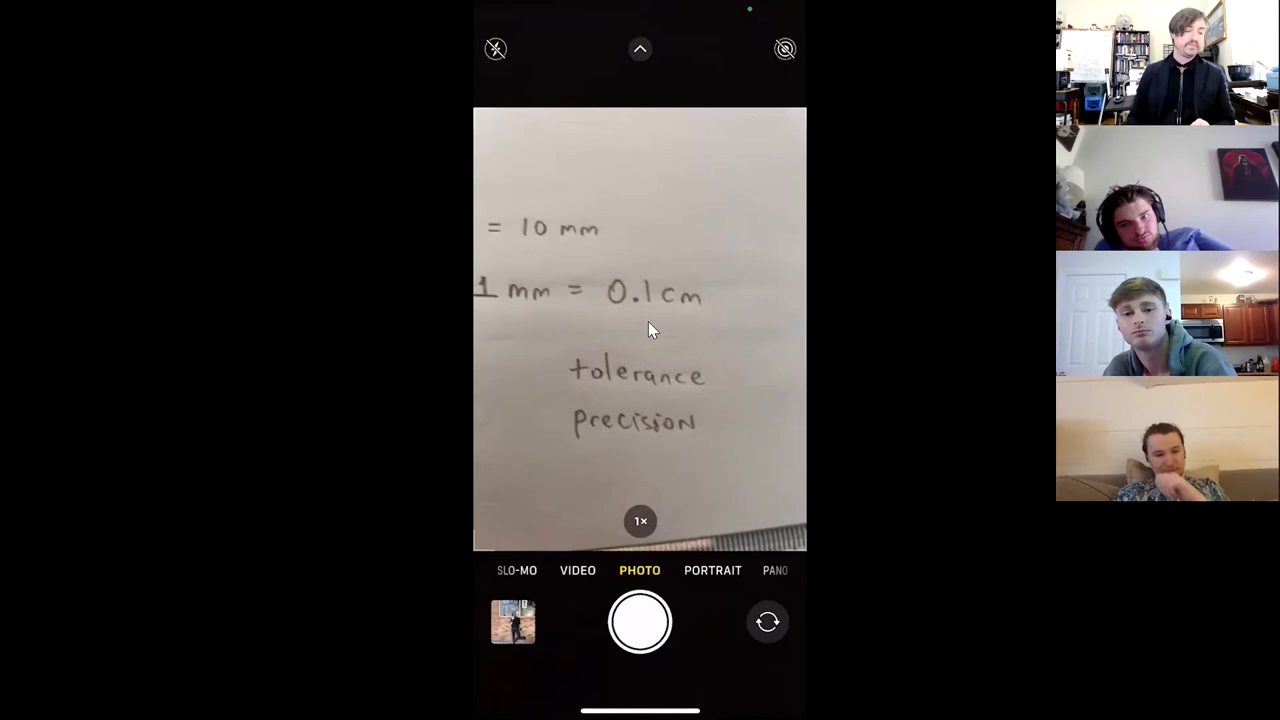 = 10 mm
1 mm = 0.1 cm
tolerance
precision
1×
SLO-MO VIDEO PHOTO PORTRAIT PANO